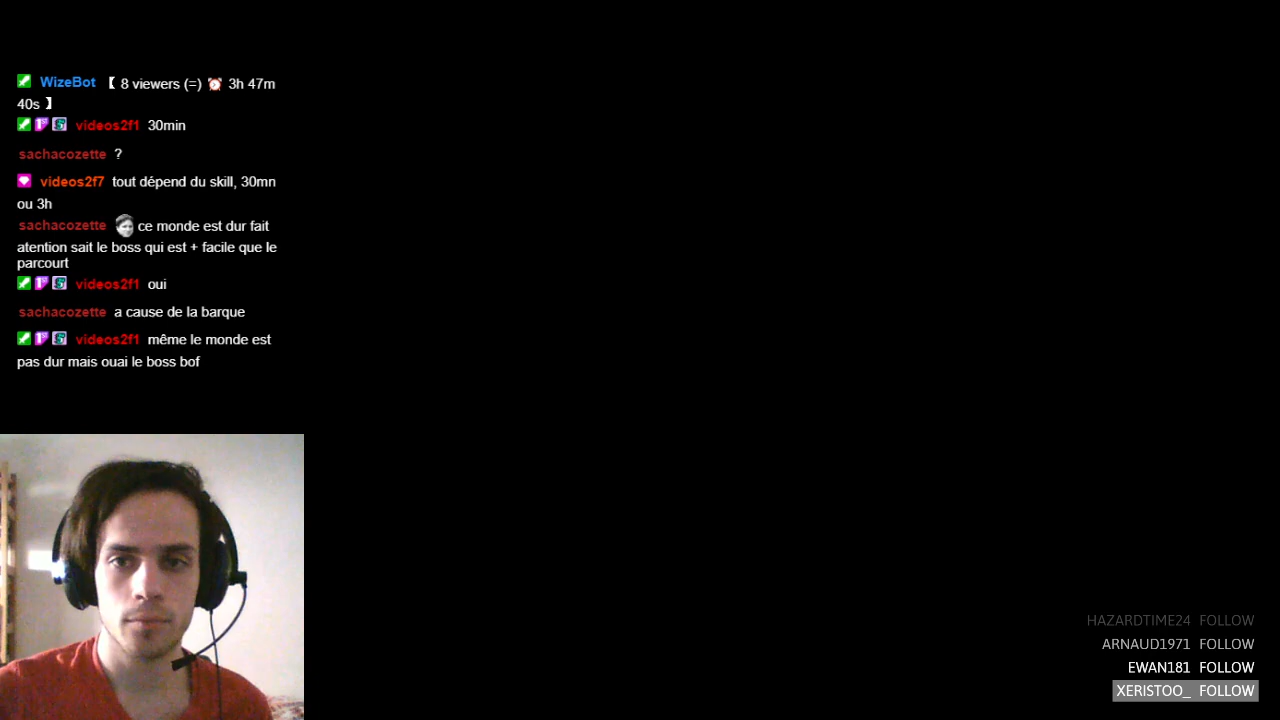 WizeBot 【 8 viewers (=) ⏰ 3h 47m
40s 】
videos2f1 30min
sachacozette ?
videos2f7 tout dépend du skill, 30mn
ou 3h
sachacozette ce monde est dur fait
atention sait le boss qui est + facile que le
parcourt
videos2f1 oui
sachacozette a cause de la barque
videos2f1 même le monde est
pas dur mais ouai le boss bof
HAZARDTIME24 FOLLOW
ARNAUD1971 FOLLOW
EWAN181 FOLLOW
XERISTOO_ FOLLOW